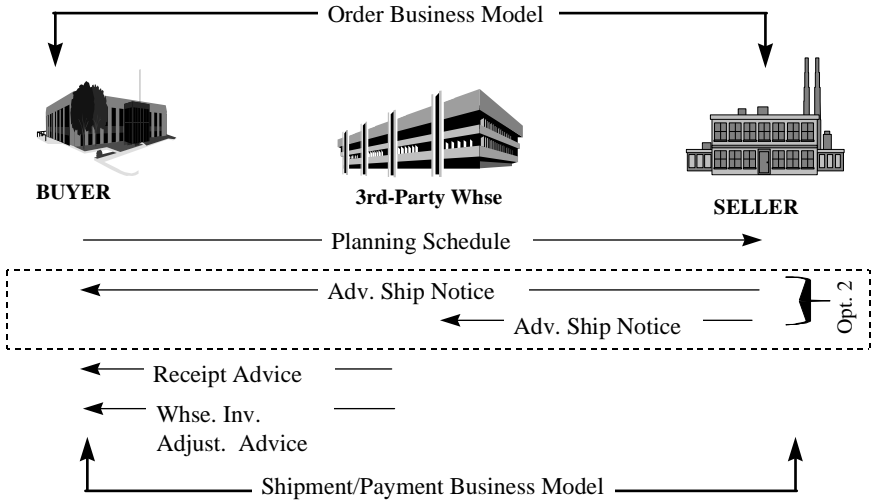 Order Business Model
BUYER
3rd-Party Whse
SELLER
Planning Schedule
Adv. Ship Notice
Adv. Ship Notice
Opt. 2
Receipt Advice
Whse. Inv.
Adjust. Advice
Shipment/Payment Business Model